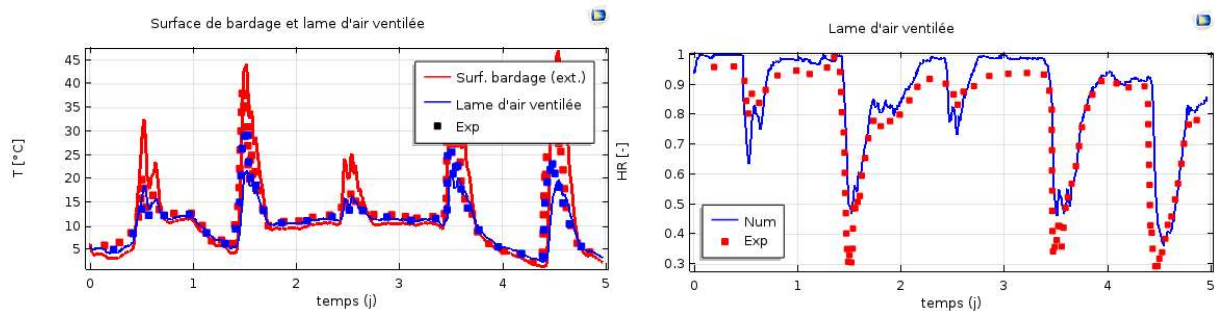 Surface de bardage et lame d'air ventilée
T [°C]
45
40
35
30
25
20
15
10
5
Surf. bardage (ext.)
Lame d'air ventilée
Exp
0
1
2
3
4
5
temps (j)
Lame d'air ventilée
HR [-]
1
0.9
0.8
0.7
0.6
0.5
0.4
0.3
Num
Exp
0
1
2
3
4
5
temps (j)